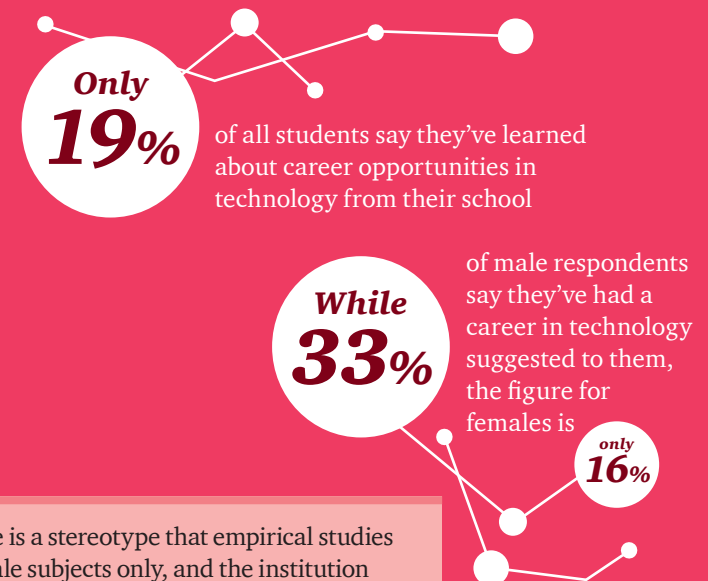 Only
19%
of all students say they’ve learned
about career opportunities in
technology from their school
While
33%
of male respondents
say they’ve had a
career in technology
suggested to them,
the figure for
females is
only
16%
is a stereotype that empirical studies
subjects only, and the institution